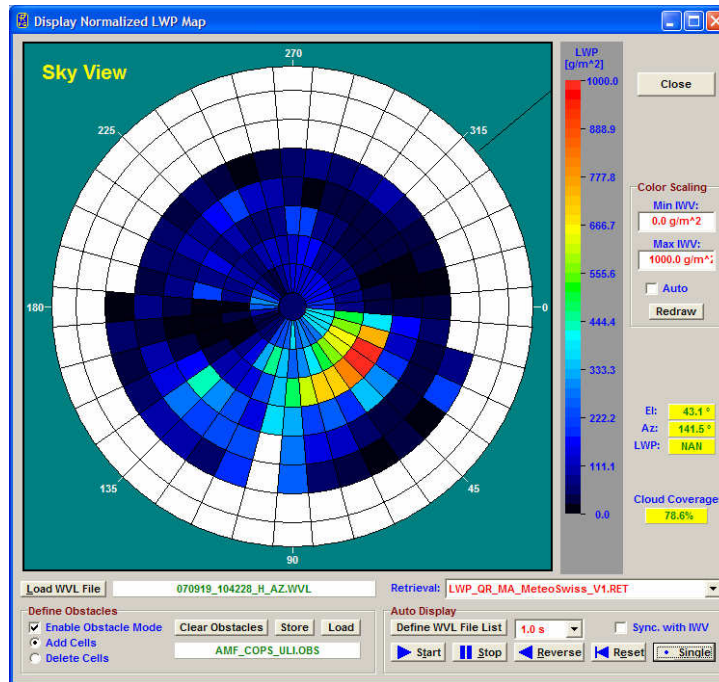 Display Normalized LWP Map
Sky View
270
225
315
180
0
135
45
90
LWP
[g/m^2]
1000.0
888.9
777.8
666.7
555.6
444.4
333.3
222.2
111.1
0.0
Close
Color Scaling
Min IWV:
0.0 g/m^2
Max IWV:
1000.0 g/m^2
Auto
Redraw
El: 43.1 °
Az: 141.5 °
LWP: NAN
Cloud Coverage
78.6%
Load WVL File 070919_104228_H_AZ.WVL Retrieval: LWP_QR_MA_MeteoSwiss_V1.RET
Define Obstacles
Enable Obstacle Mode Clear Obstacles Store Load
Add Cells
Delete Cells
AMF_COPS_ULI.OBS
Auto Display
Define WVL File List 1.0 s Sync. with IWV
Start Stop Reverse Reset Single